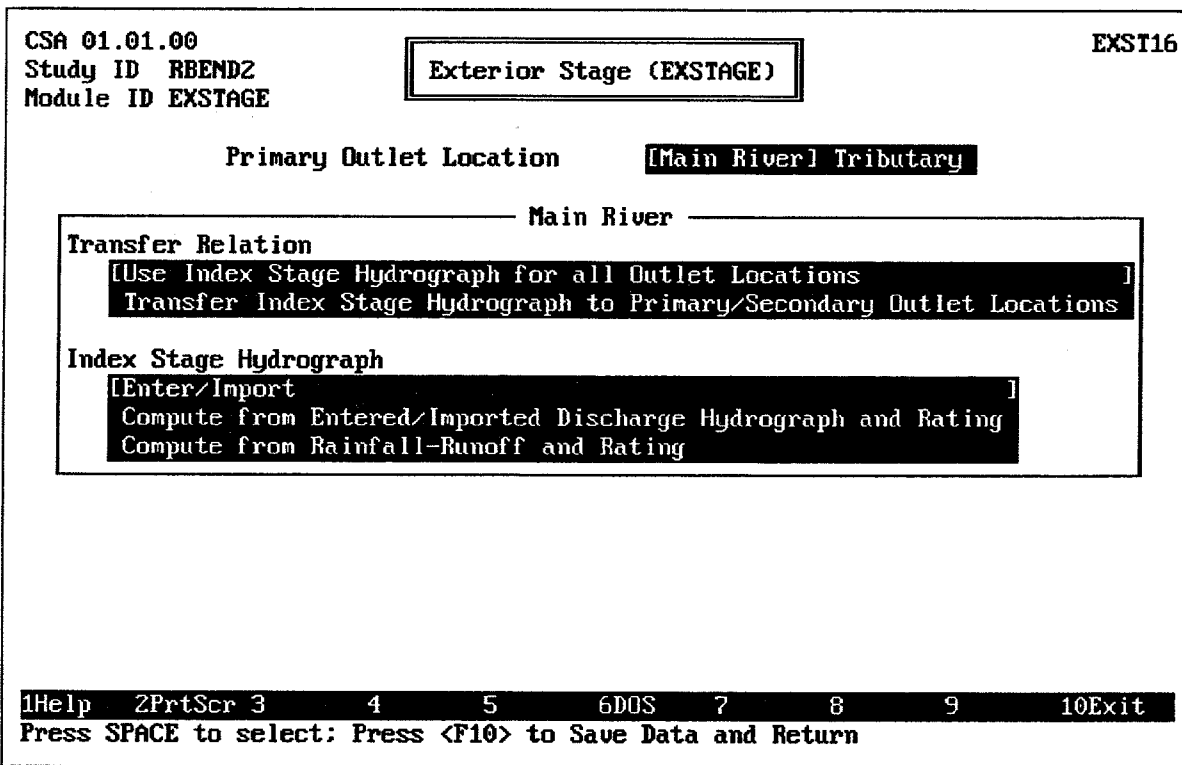 CSA 01.01.00
EXST16
Study ID RBEND2
Exterior Stage (EXSTAGE)
Module ID EXSTAGE
Primary Outlet Location [Main River] Tributary
Main River
Transfer Relation
[Use Index Stage Hydrograph for all Outlet Locations ]
Transfer Index Stage Hydrograph to Primary/Secondary Outlet Locations
Index Stage Hydrograph
[Enter/Import ]
Compute from Entered/Imported Discharge Hydrograph and Rating
Compute from Rainfall-Runoff and Rating
1Help 2PrtScr 3 4 5 6DOS 7 8 9 10Exit
Press SPACE to select: Press <F10> to Save Data and Return